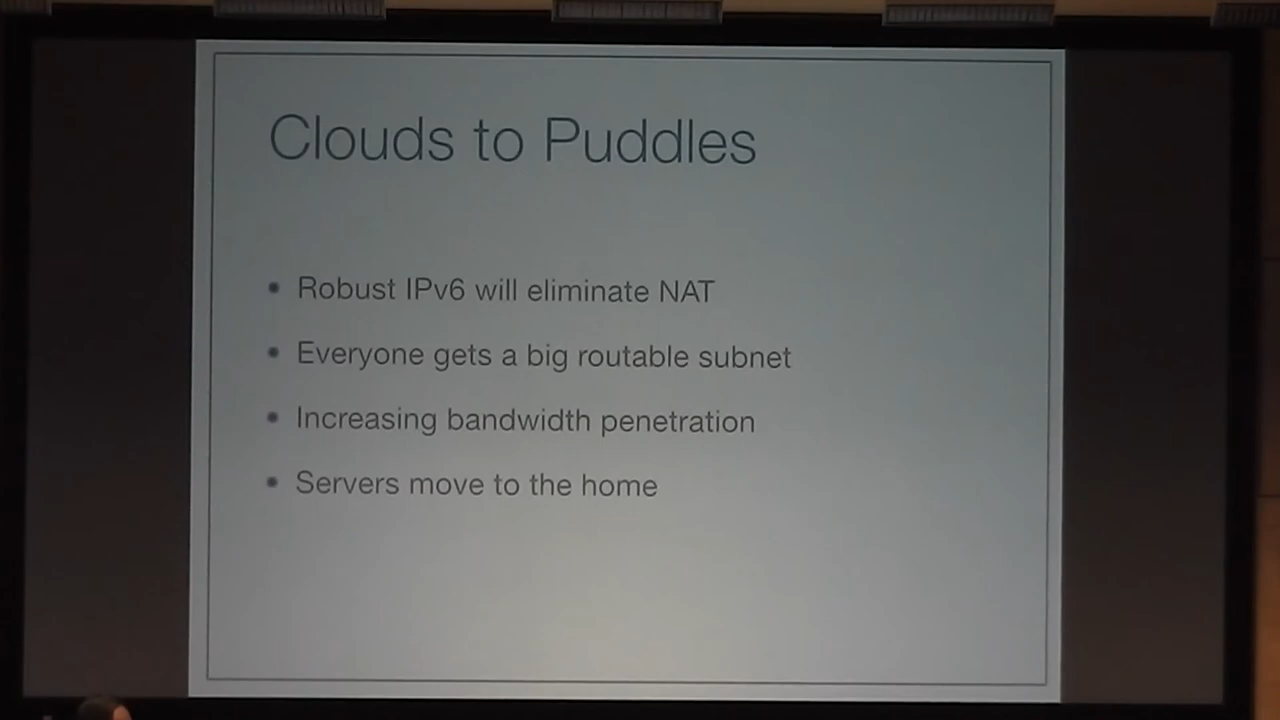 Clouds to Puddles
• Robust IPv6 will eliminate NAT
• Everyone gets a big routable subnet
• Increasing bandwidth penetration
• Servers move to the home